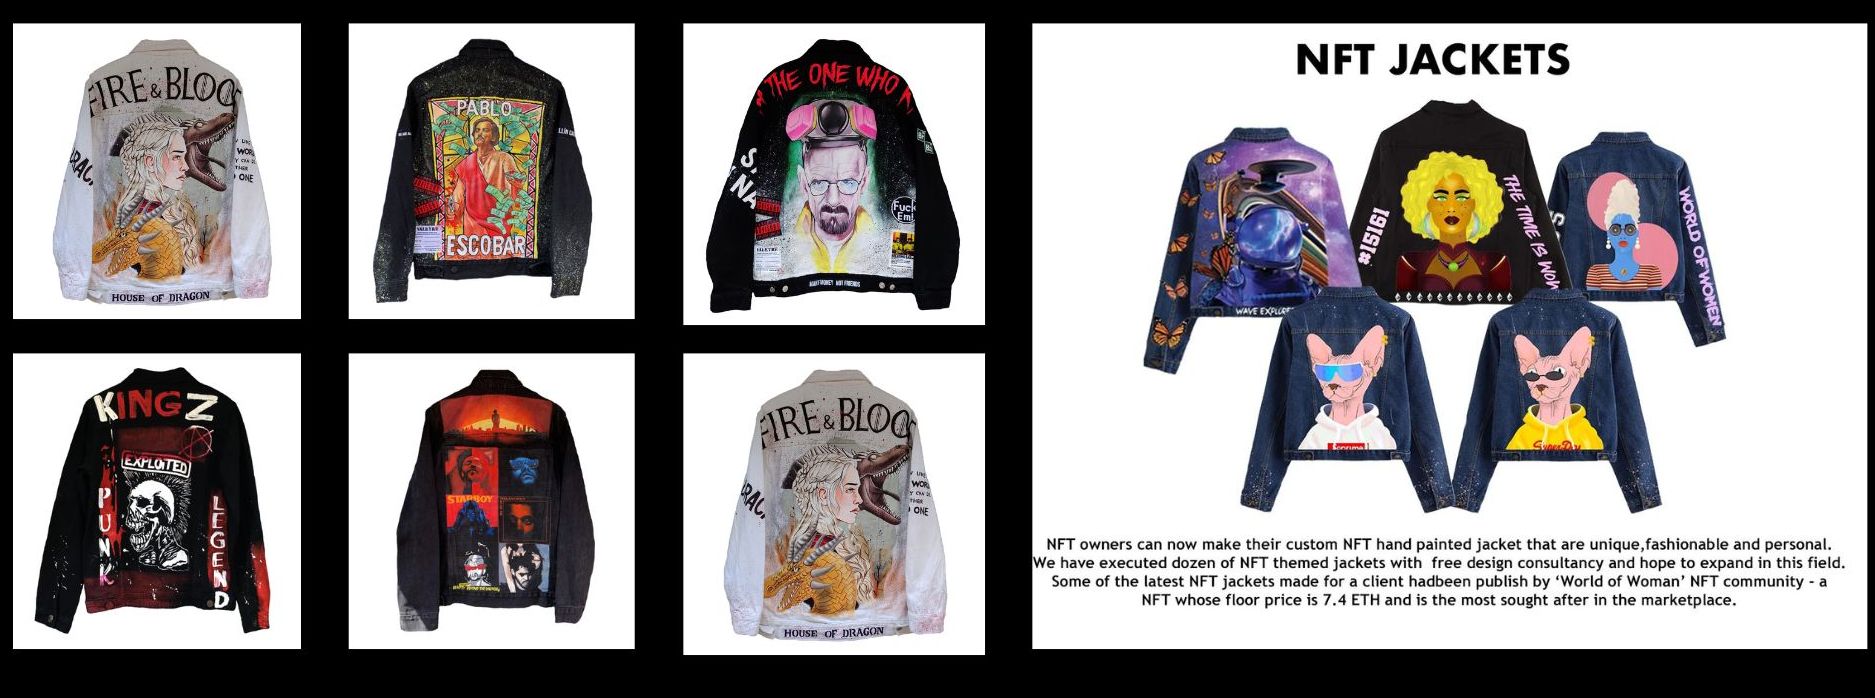 FIRE & BLOO
HOUSE OF DRAGON
PABLO
ESCOBAR
THE ONE WHO
MAKE MONEY NOT FRIENDS
KINGZ
EXPLOITED
PUNK
LEGEND
STARBOY
FIRE & BLOO
HOUSE OF DRAGON
NFT JACKETS
#15161
THE TIME IS
WORLD OF WOMEN
NFT owners can now make their custom NFT hand painted jacket that are unique,fashionable and personal.
We have executed dozen of NFT themed jackets with free design consultancy and hope to expand in this field.
Some of the latest NFT jackets made for a client hadbeen publish by ‘World of Woman’ NFT community - a
NFT whose floor price is 7.4 ETH and is the most sought after in the marketplace.